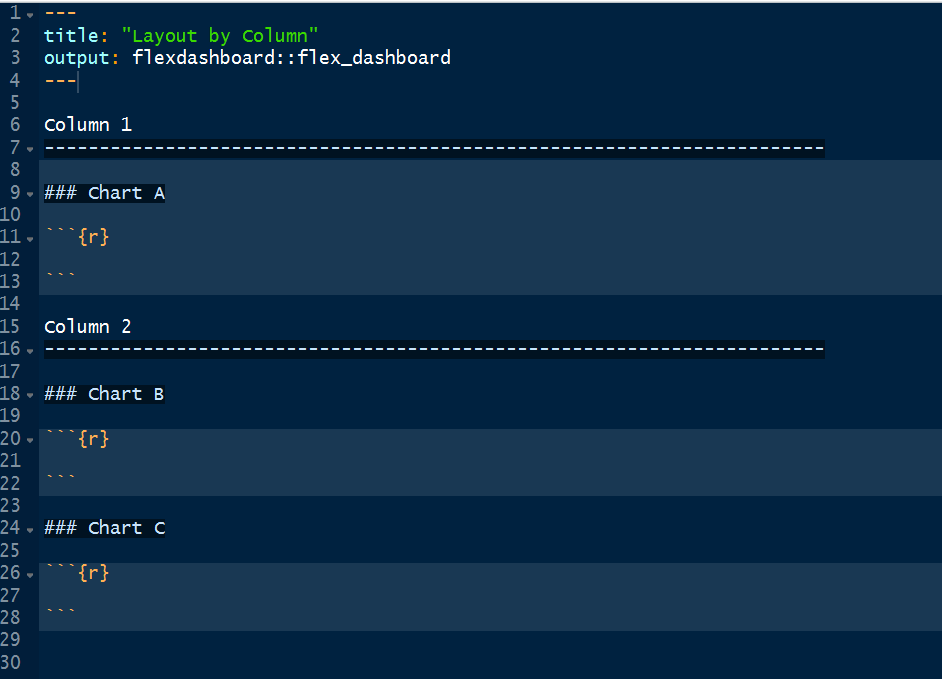 1 ---
2 title: "Layout by Column"
3 output: flexdashboard::flex_dashboard
4 ---
5
6 Column 1
7 -----------------------------------------------------------------------
8
9 ### Chart A
10
11 ```{r}
12
13 ```
14
15 Column 2
16 -----------------------------------------------------------------------
17
18 ### Chart B
19
20 ```{r}
21
22 ```
23
24 ### Chart C
25
26 ```{r}
27
28 ```
29
30